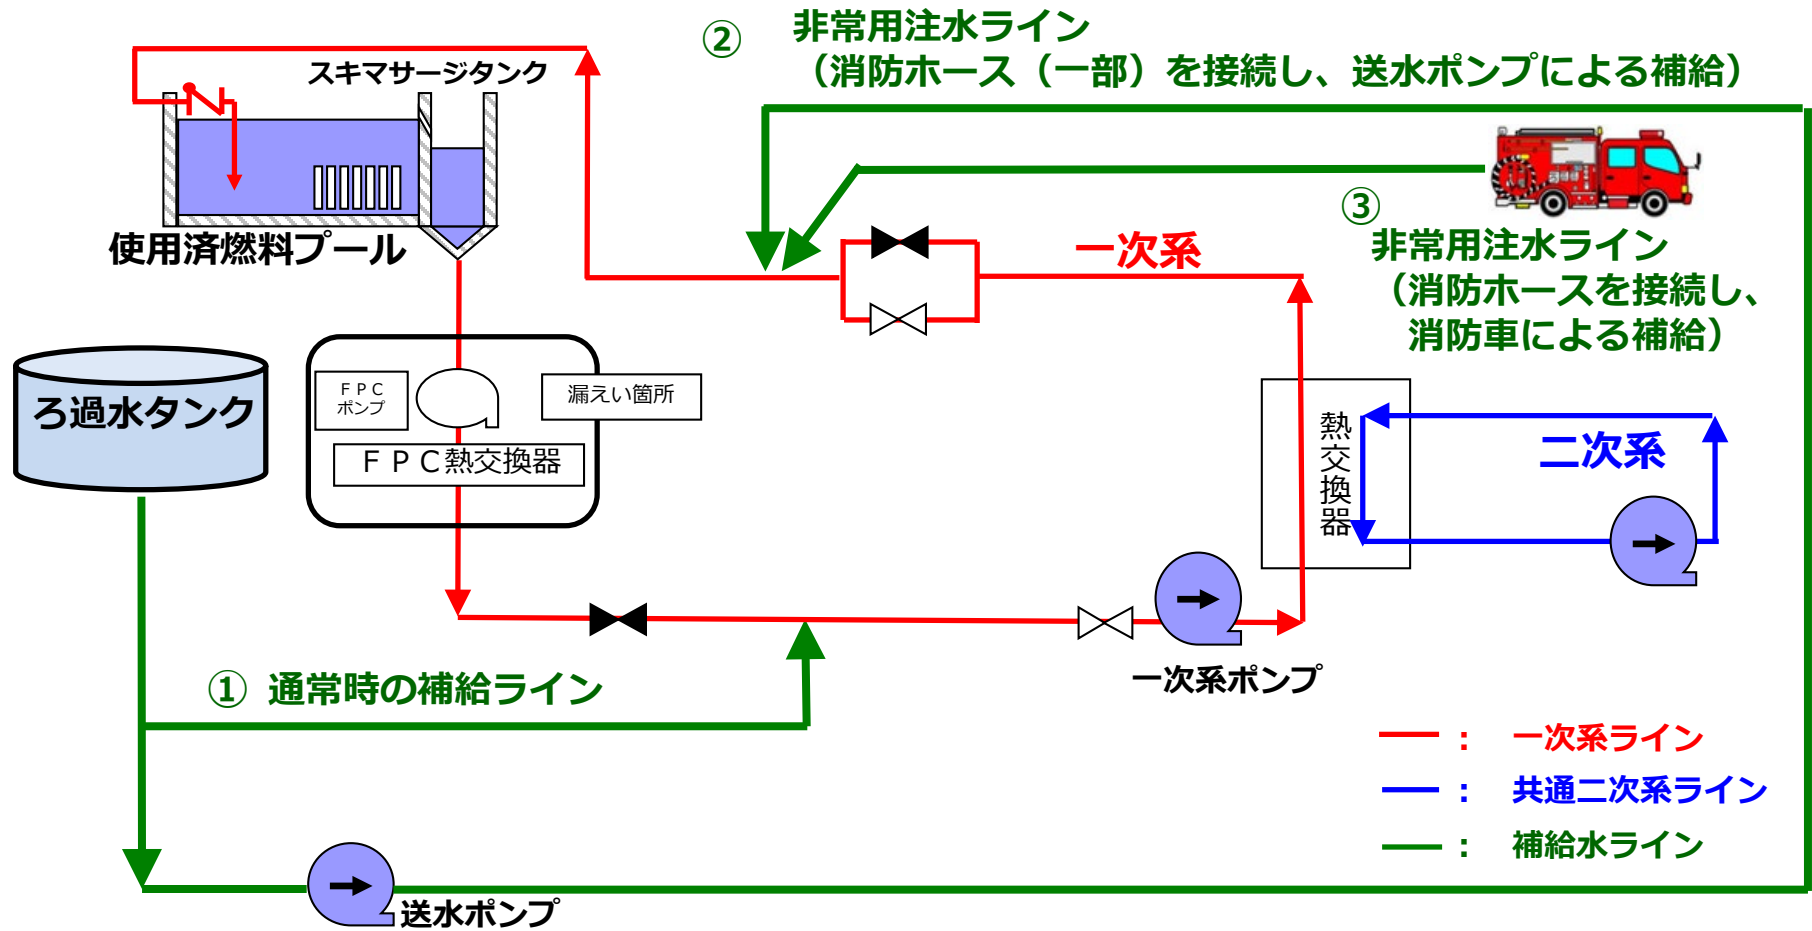 ②
非常用注水ライン
（消防ホース（一部）を接続し、送水ポンプによる補給）
スキマサージタンク
使用済燃料プール
③
非常用注水ライン
（消防ホースを接続し、
消防車による補給）
一次系
ろ過水タンク
ＦＰＣ
ポンプ
漏えい箇所
ＦＰＣ熱交換器
熱交換器
二次系
① 通常時の補給ライン
一次系ポンプ
： 一次系ライン
： 共通二次系ライン
： 補給水ライン
送水ポンプ